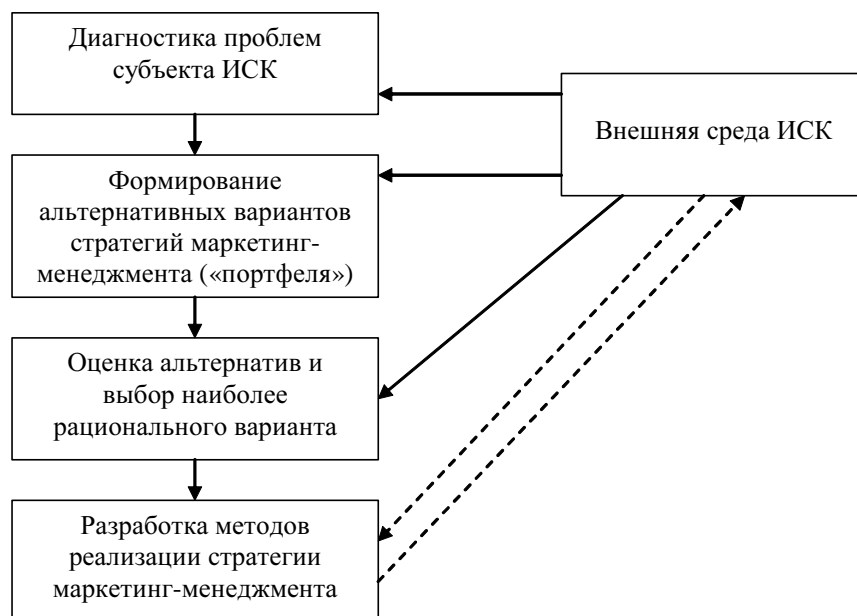 Диагностика проблем
субъекта ИСК
Внешняя среда ИСК
Формирование
альтернативных вариантов
стратегий маркетинг-
менеджмента («портфеля»)
Оценка альтернатив и
выбор наиболее
рационального варианта
Разработка методов
реализации стратегии
маркетинг-менеджмента